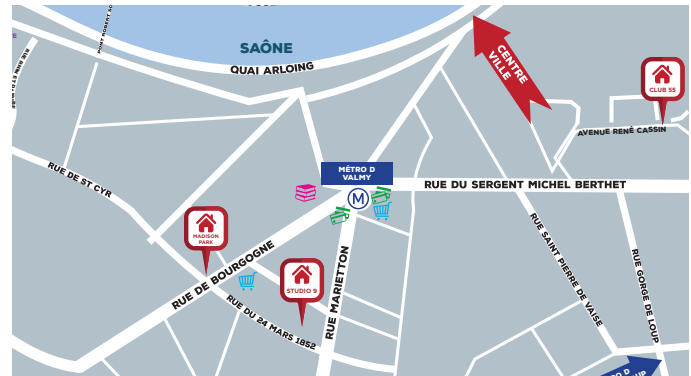 SAÔNE
QUAI ARLOING
CENTRE
VILLE
CLUB 55
AVENUE RENÉ CASSIN
MÉTRO D
VALMY
M
RUE DU SERGENT MICHEL BERTHET
RUE DE ST CYR
MADISON
PARK
RUE DE BOURGOGNE
STUDIO 9
RUE MARIETTON
RUE DU 24 MARS 1852
RUE SAINT PIERRE DE VAISE
RUE GORGE DE LOUP